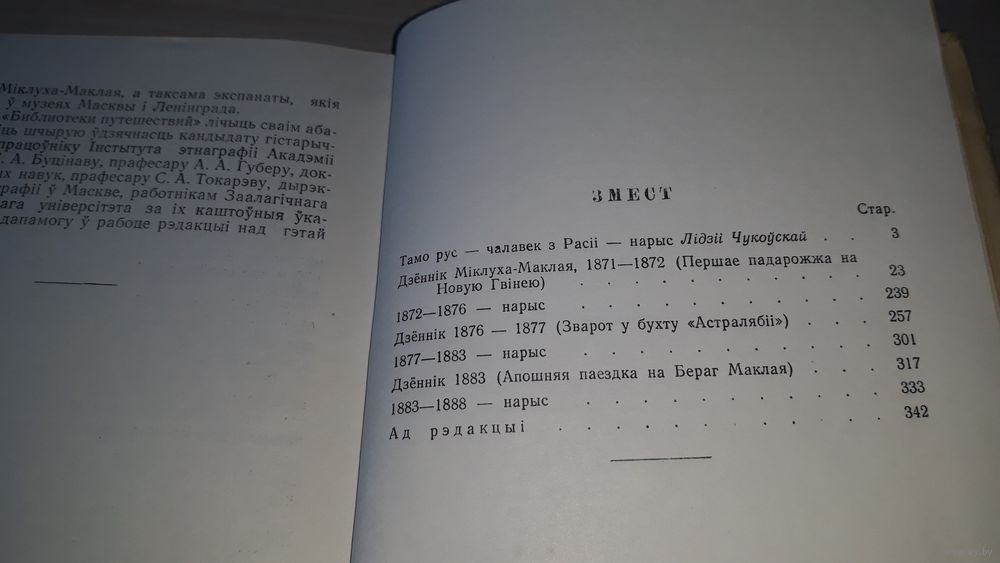 Міклуха-Маклая, а таксама экспанаты, якія
ў музеях Масквы і Ленінграда.
«Библиотеки путешествий» лічыць сваім аба-
ць шчырую ўдзячнасць кандыдату гістарыч-
працоўніку Інстытута этнаграфіі Акадэміі
. А. Буцінаву, прафесару А. А. Губеру, док-
х навук, прафесару С. А. Токарэву, дырэк-
графіі ў Маскве, работнікам Заалагічнага
ага універсітэта за іх каштоўныя ўка-
дапамогу ў рабоце рэдакцыі над гэтай
ЗМЕСТ
Стар.
Тамо рус — чалавек з Расіі — нарыс Лідзіі Чукоўскай . . 3
Дзённік Міклуха-Маклая, 1871—1872 (Першае падарожжа на
Новую Гвінею) . . . . . . . . . . 23
1872—1876 — нарыс . . . . . . . . . . 239
Дзённік 1876 — 1877 (Зварот у бухту «Астралябіі») . . . 257
1877—1883 — нарыс . . . . . . . . . . 301
Дзённік 1883 (Апошняя паездка на Бераг Маклая) . . . 317
1883—1888 — нарыс . . . . . . . . . . 333
Ад рэдакцыі . . . . . . . . . . . 342